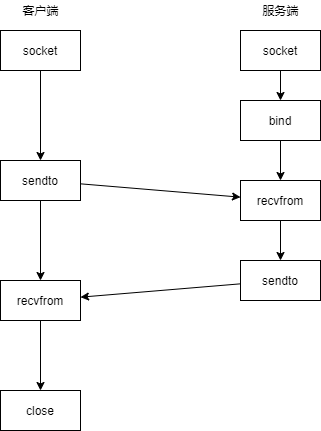 客户端
服务端
socket
socket
bind
sendto
recvfrom
sendto
recvfrom
close